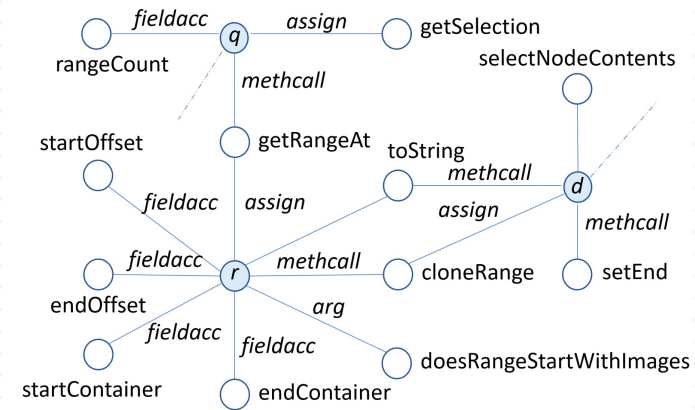 fieldacc
q
assign
getSelection
rangeCount
selectNodeContents
methcall
startOffset
getRangeAt
toString
methcall
d
fieldacc
assign
assign
methcall
fieldacc
r
methcall
cloneRange
setEnd
endOffset
arg
fieldacc
fieldacc
doesRangeStartWithImages
startContainer
endContainer